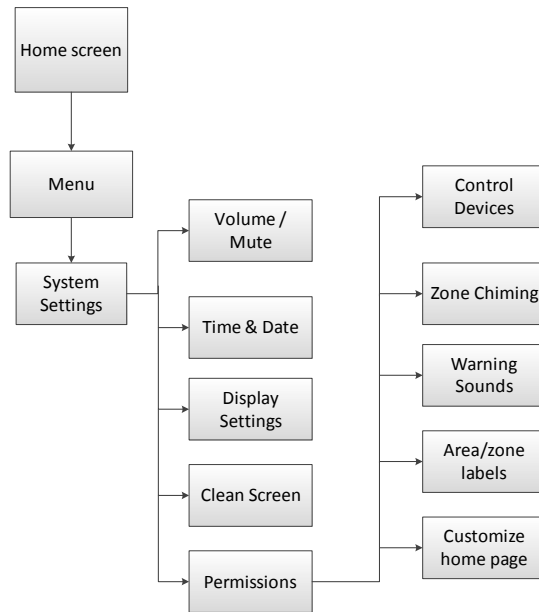 Home screen
Menu
System
Settings
Volume /
Mute
Time & Date
Display
Settings
Clean Screen
Permissions
Control
Devices
Zone Chiming
Warning
Sounds
Area/zone
labels
Customize
home page